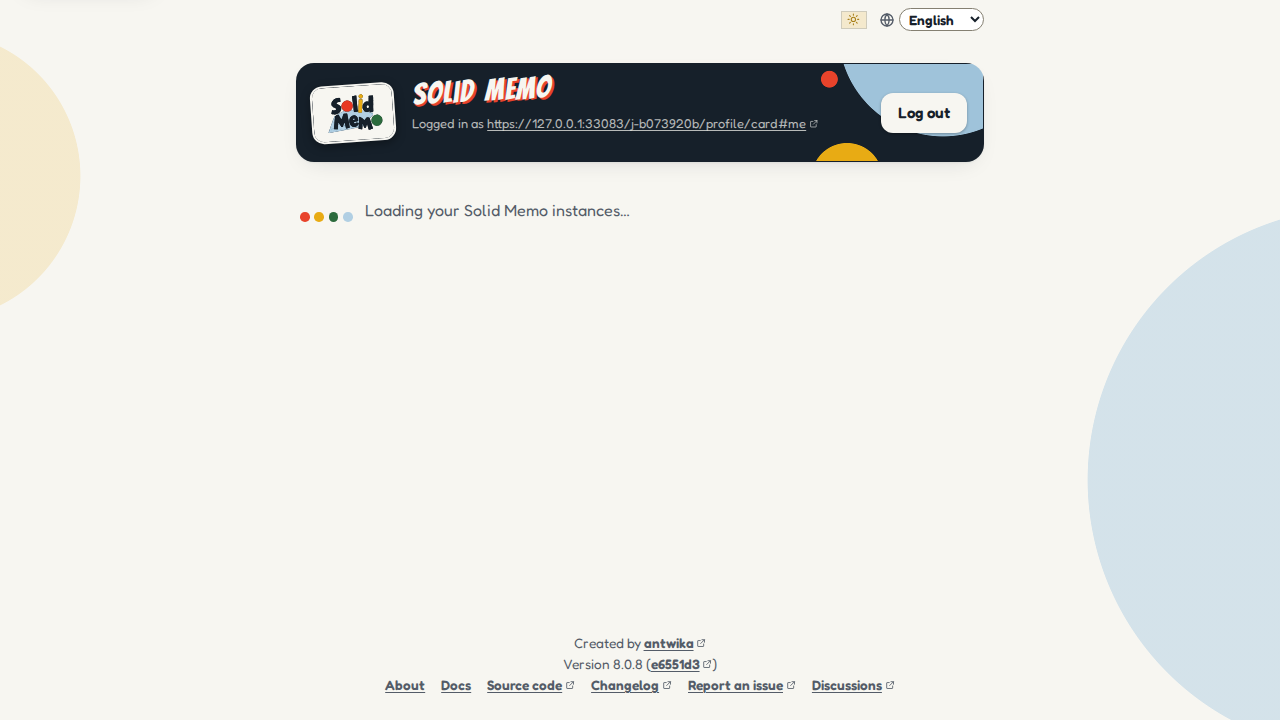 English
Solid Memo
SOLID MEMO
Logged in as https://127.0.0.1:33083/j-b073920b/profile/card#me
Log out
Loading your Solid Memo instances...
Created by antwika
Version 8.0.8 (e6551d3)
About Docs Source code Changelog Report an issue Discussions